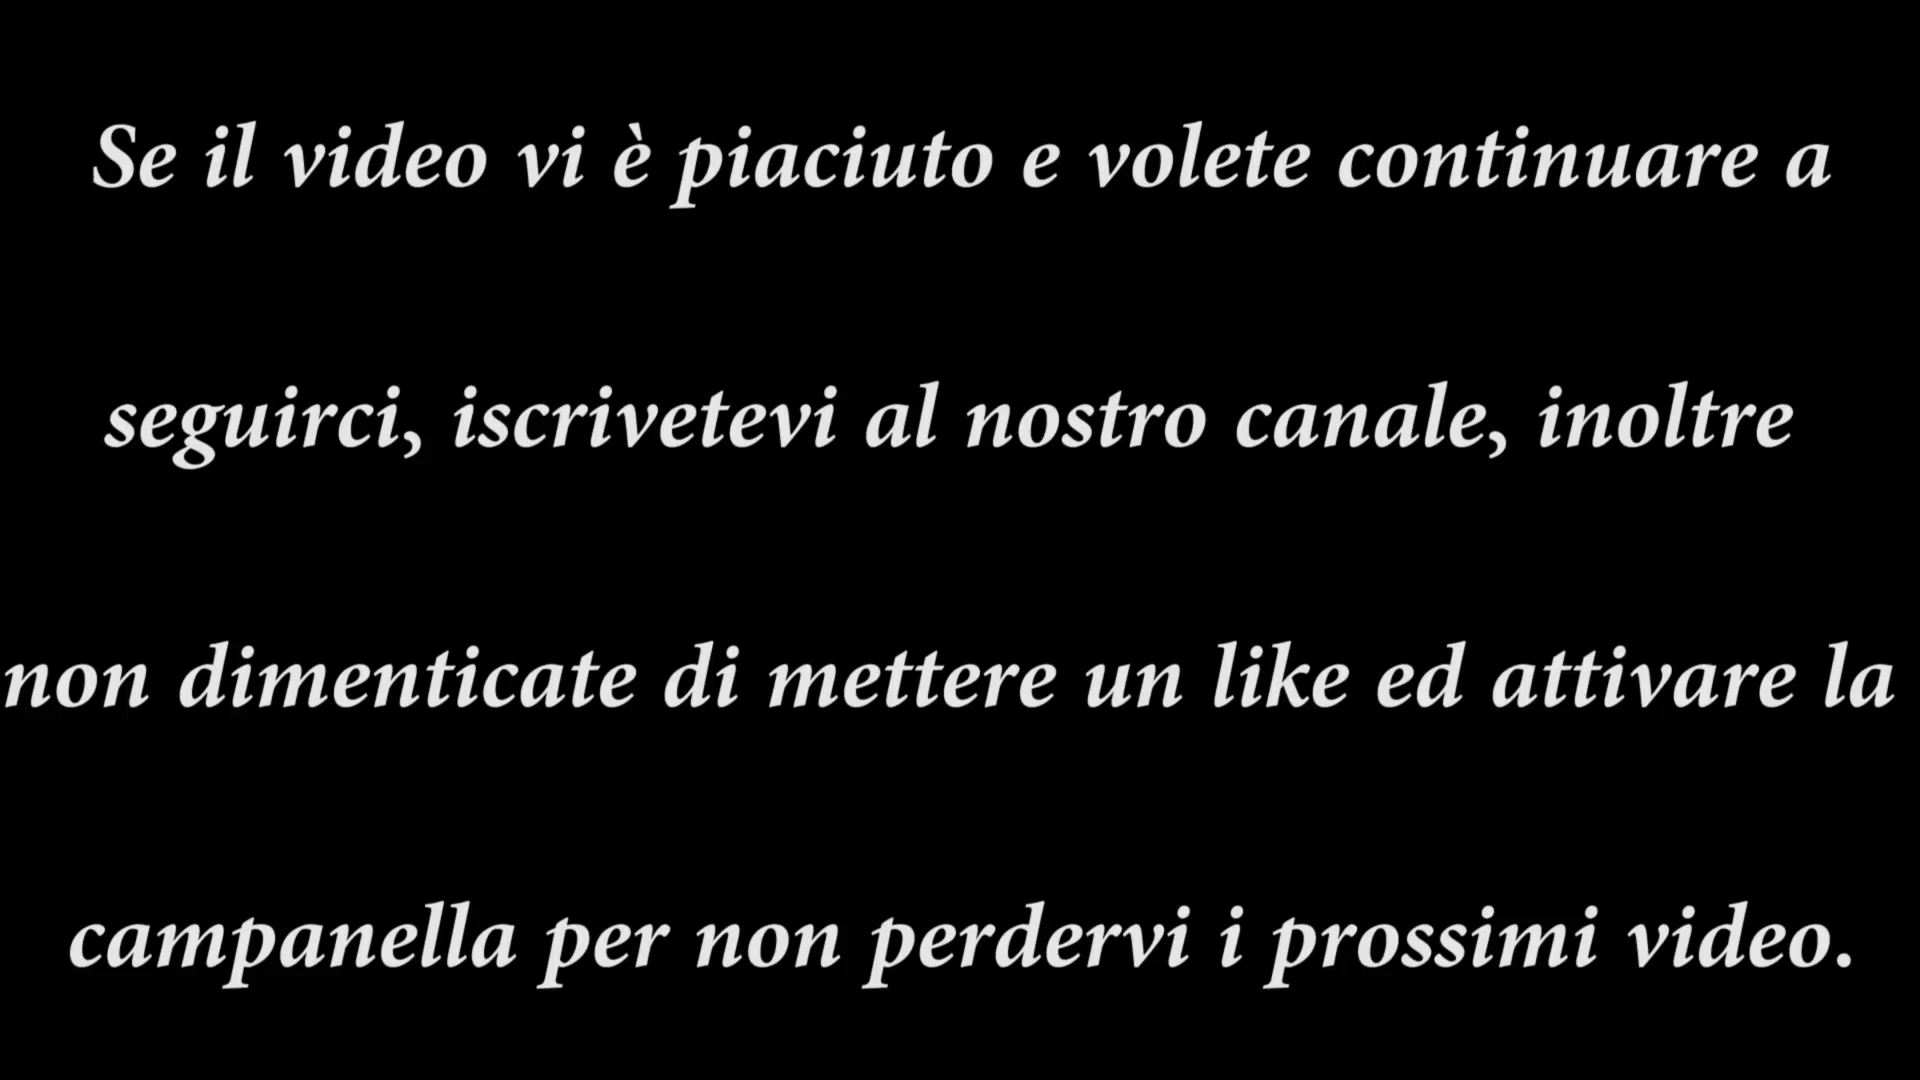 Se il video vi è piaciuto e volete continuare a
seguirci, iscrivetevi al nostro canale, inoltre
non dimenticate di mettere un like ed attivare la
campanella per non perdervi i prossimi video.